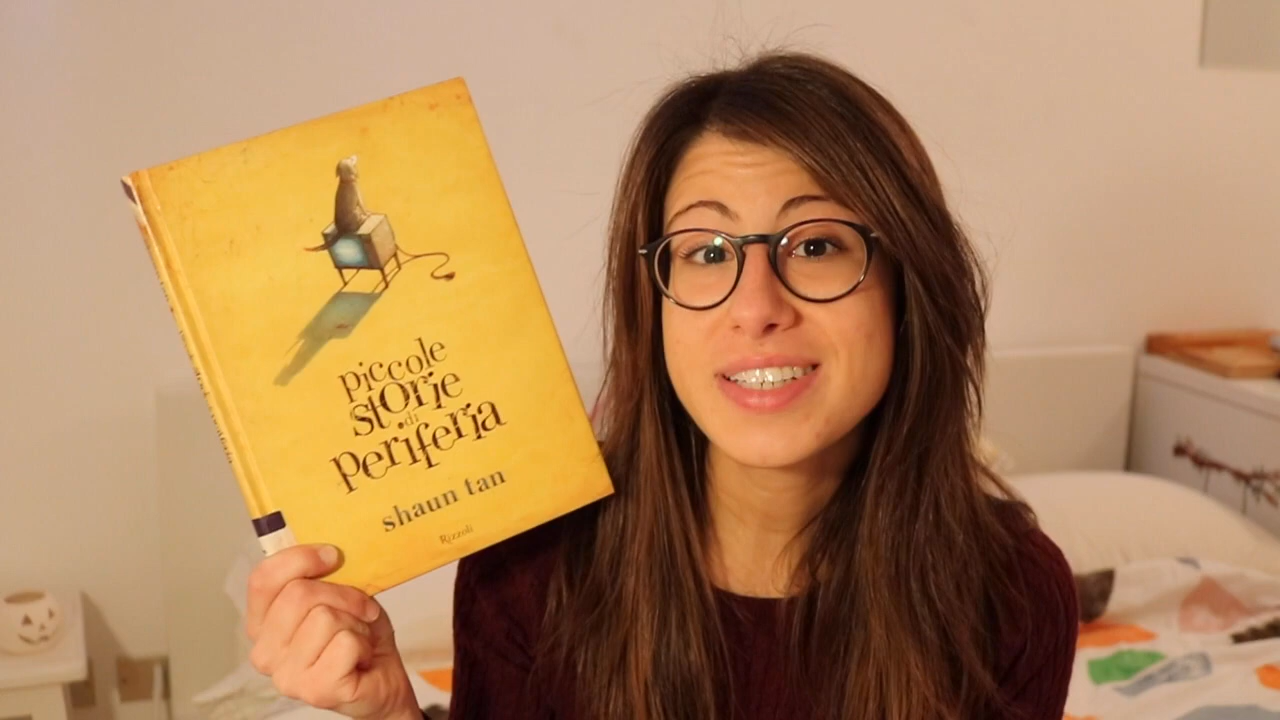 piccole
storie
di
periferia
shaun tan
Rizzoli